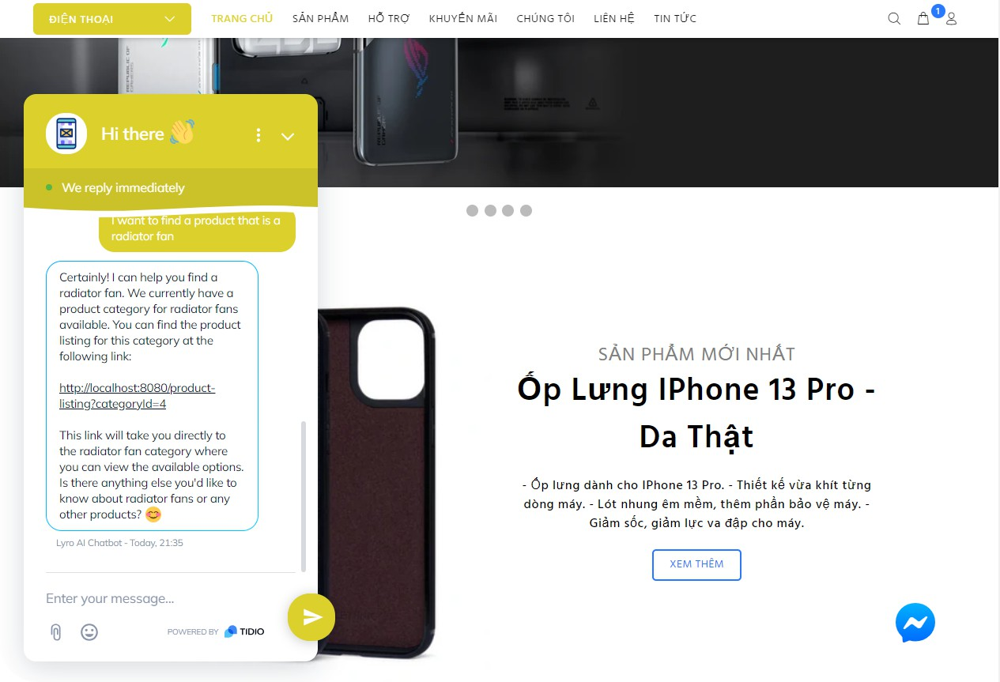 ĐIỆN THOẠI
TRANG CHỦ SẢN PHẨM HỖ TRỢ KHUYẾN MÃI CHÚNG TÔI LIÊN HỆ TIN TỨC
1
Hi there 👋
We reply immediately
I want to find a product that is a
radiator fan
Certainly! I can help you find a
radiator fan. We currently have a
product category for radiator fans
available. You can find the product
listing for this category at the
following link:
http://localhost:8080/product-
listing?categoryId=4
This link will take you directly to
the radiator fan category where
you can view the available options.
Is there anything else you'd like to
know about radiator fans or any
other products? 😊
Lyro AI Chatbot - Today, 21:35
Enter your message...
POWERED BY TIDIO
SẢN PHẨM MỚI NHẤT
Ốp Lưng IPhone 13 Pro -
Da Thật
- Ốp lưng dành cho IPhone 13 Pro. - Thiết kế vừa khít từng
dòng máy. - Lót nhung êm mềm, thêm phần bảo vệ máy. -
Giảm sốc, giảm lực va đập cho máy.
XEM THÊM